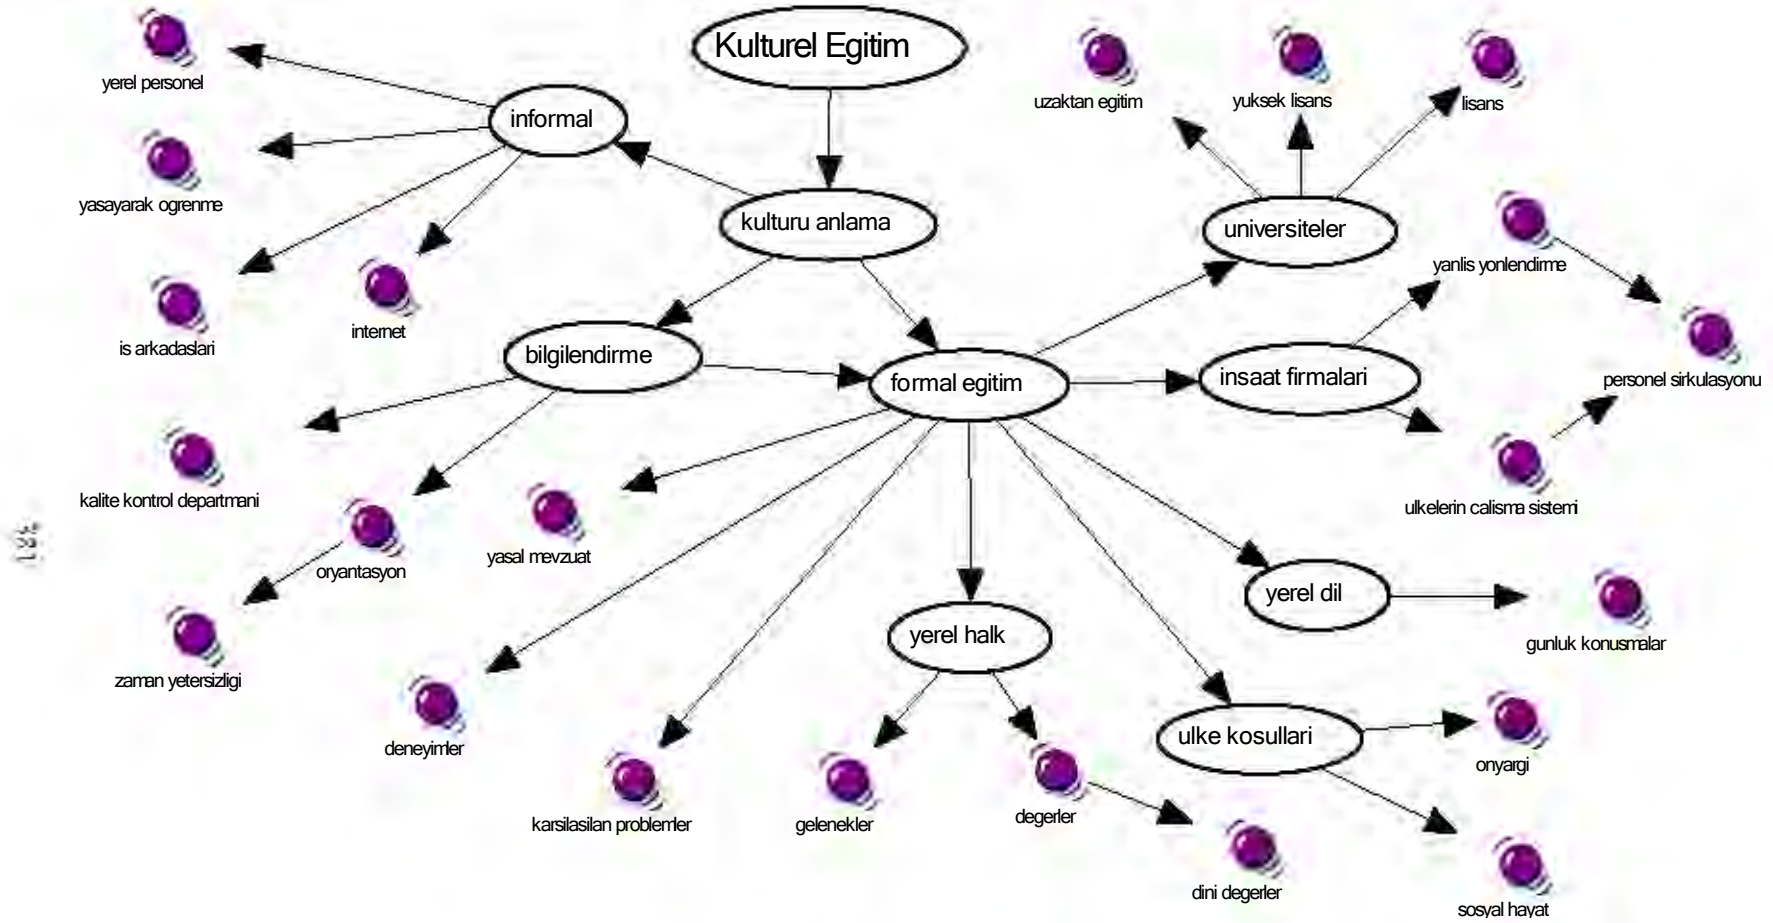 Kulturel Egitim
yerel personel
informal
uzaktan egitim
yuksek lisans
lisans
yasayarak ogrenme
kulturu anlama
universiteler
yanlis yonlendirme
is arkadaslari
internet
bilgilendirme
formal egitim
insaat firmalari
personel sirkulasyonu
kalite kontrol departmani
oryantasyon
yasal mevzuat
ulkelerin calisma sistemi
zaman yetersizligi
yerel halk
yerel dil
gunluk konusmalar
deneyimler
ulke kosullari
onyargi
karsilasilan problemler
gelenekler
degerler
dini degerler
sosyal hayat